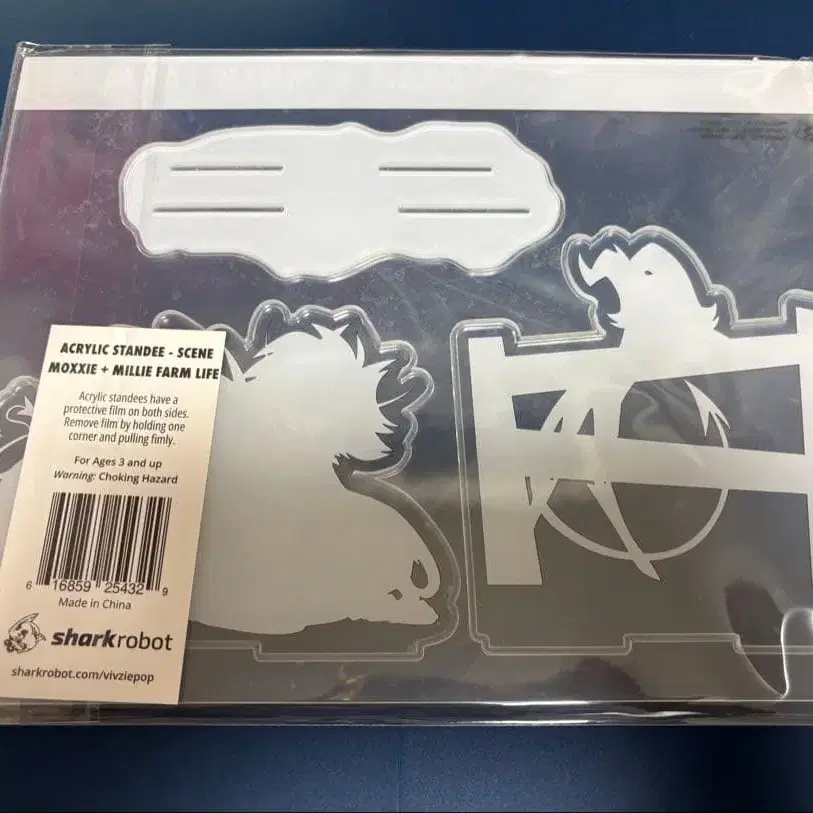 ACRYLIC STANDEE - SCENE
MOXXIE + MILLIE FARM LIFE
Acrylic standees have a
protective film on both sides.
Remove film by holding one
corner and pulling fimly.
For Ages 3 and up
Warning: Choking Hazard
6 16859 25432 9
Made in China
sharkrobot
sharkrobot.com/vivziepop